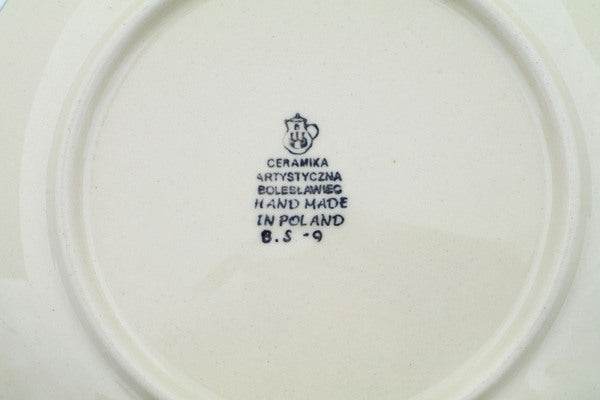 CERAMIKA
ARTYSTYCZNA
BOLESŁAWIEC
HAND MADE
IN POLAND
B.S -9